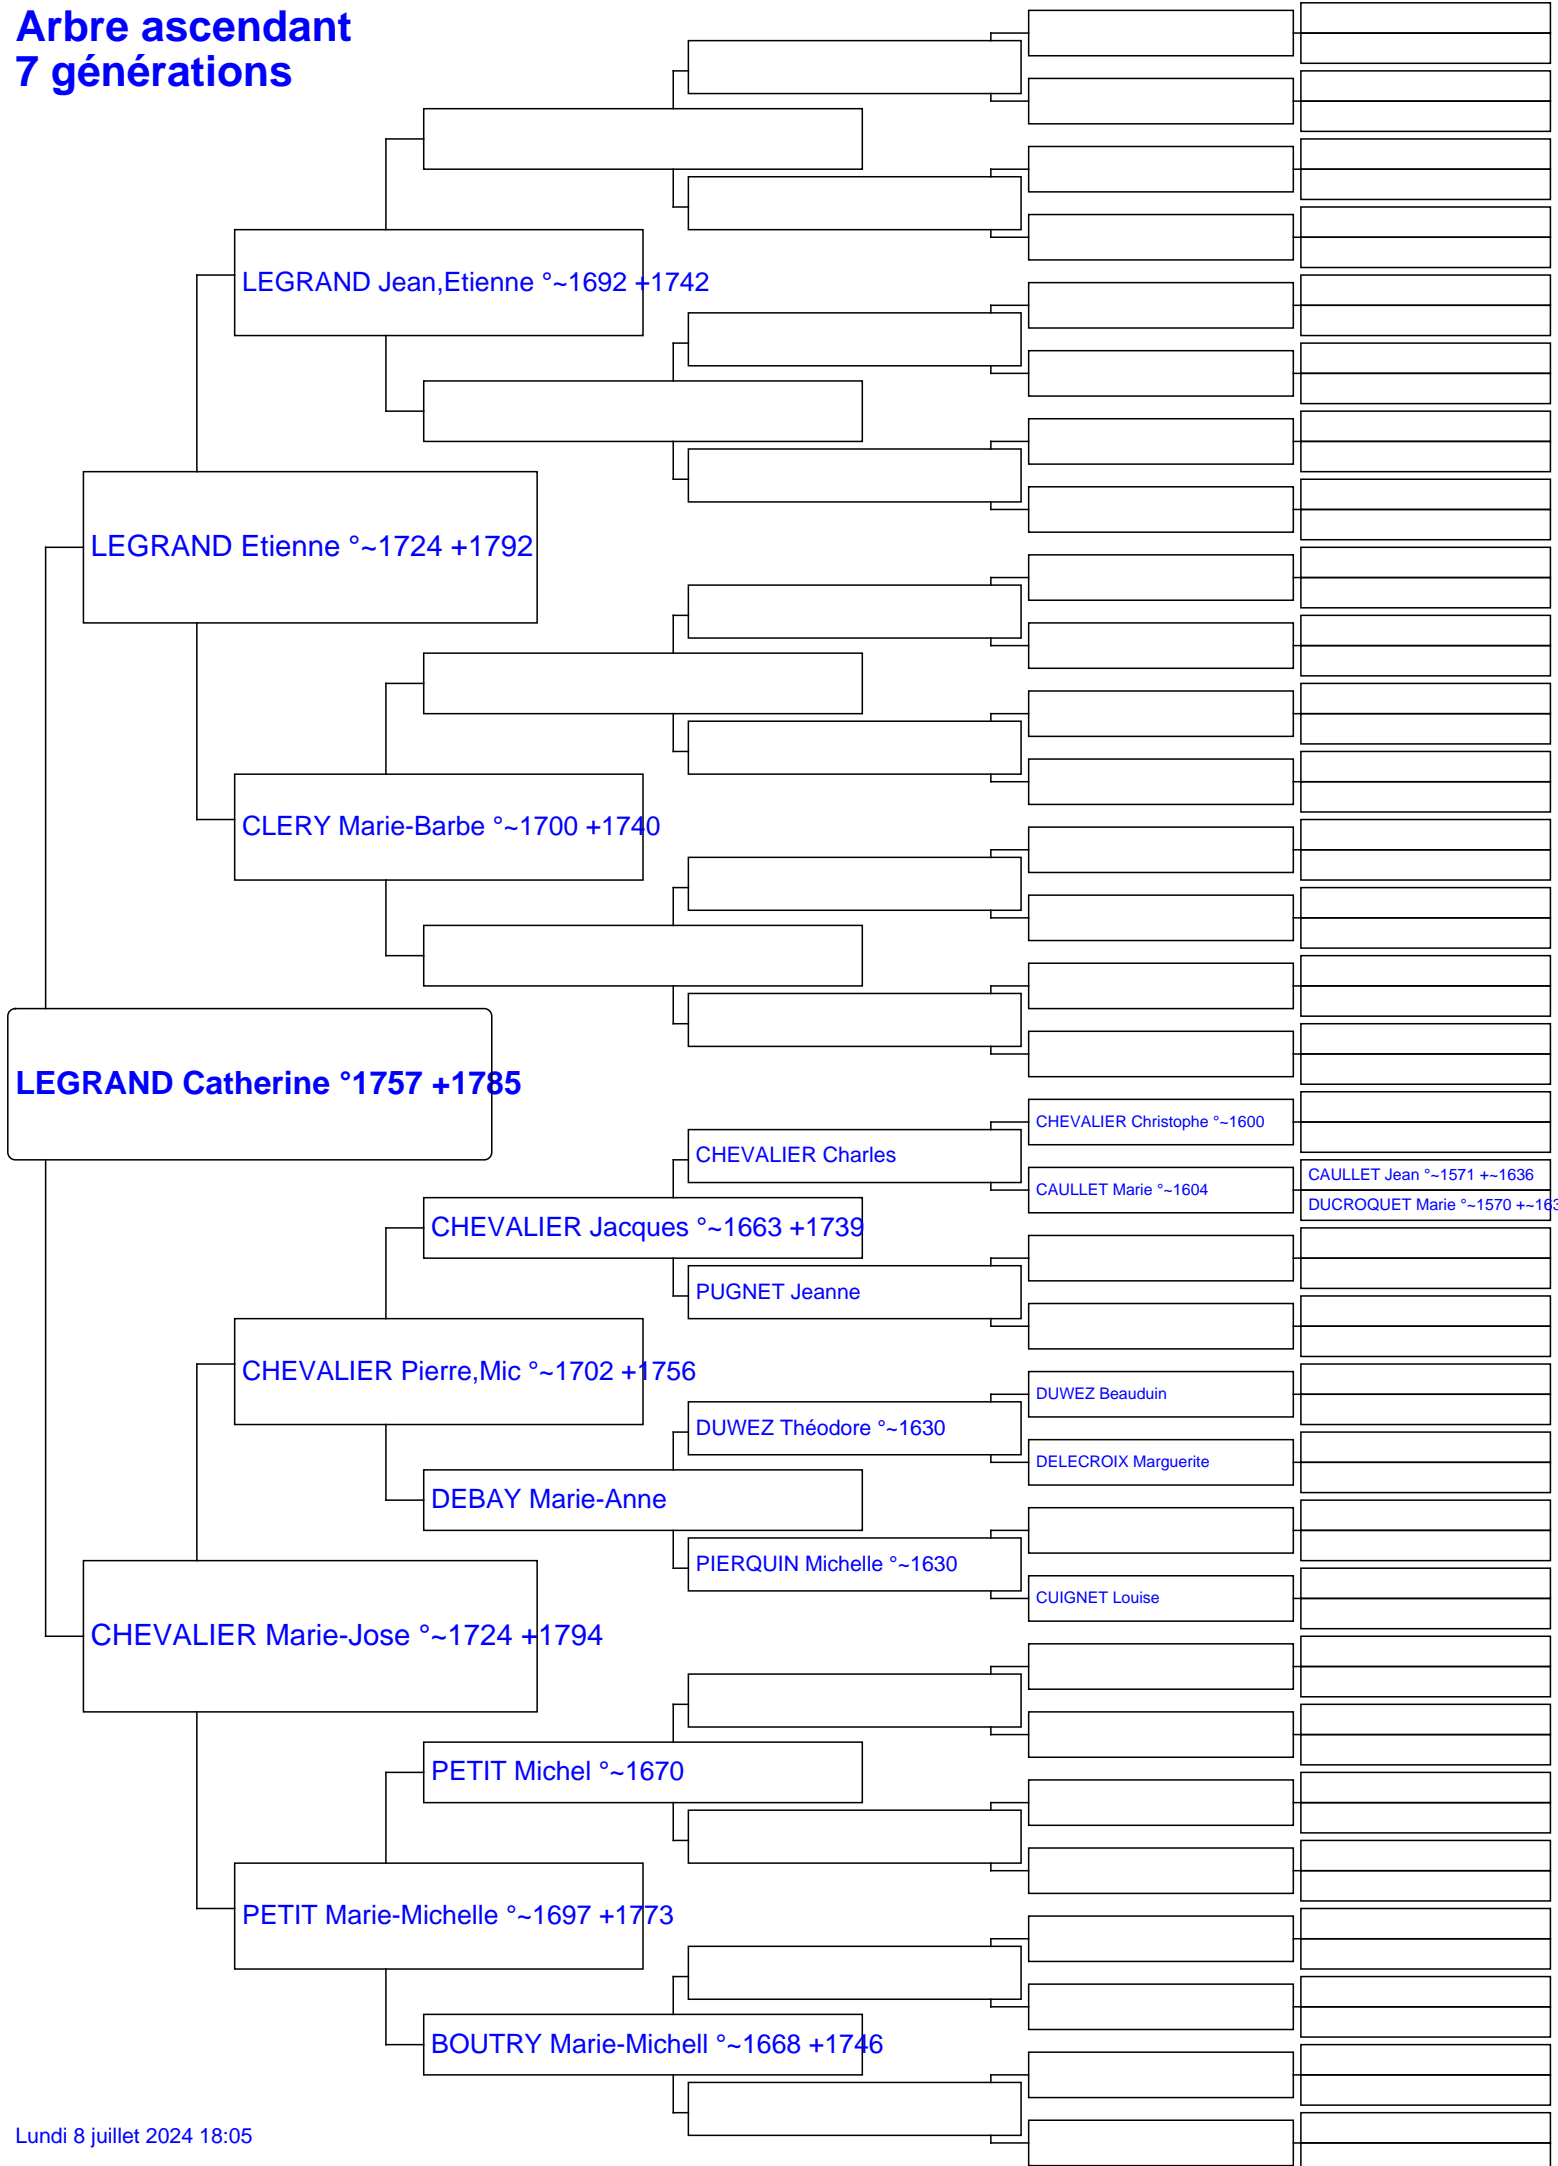 Arbre ascendant
7 générations
LEGRAND Jean,Etienne °~1692 +1742
LEGRAND Etienne °~1724 +1792
CLERY Marie-Barbe °~1700 +1740
LEGRAND Catherine °1757 +1785
CHEVALIER Christophe °~1600
CHEVALIER Charles
CAULLET Jean °~1571 +~1636
CAULLET Marie °~1604
DUCROQUET Marie °~1570 +~163
CHEVALIER Jacques °~1663 +1739
PUGNET Jeanne
CHEVALIER Pierre,Mic °~1702 +1756
DUWEZ Beauduin
DUWEZ Théodore °~1630
DELECROIX Marguerite
DEBAY Marie-Anne
PIERQUIN Michelle °~1630
CUIGNET Louise
CHEVALIER Marie-Jose °~1724 +1794
PETIT Michel °~1670
PETIT Marie-Michelle °~1697 +1773
BOUTRY Marie-Michell °~1668 +1746
Lundi 8 juillet 2024 18:05